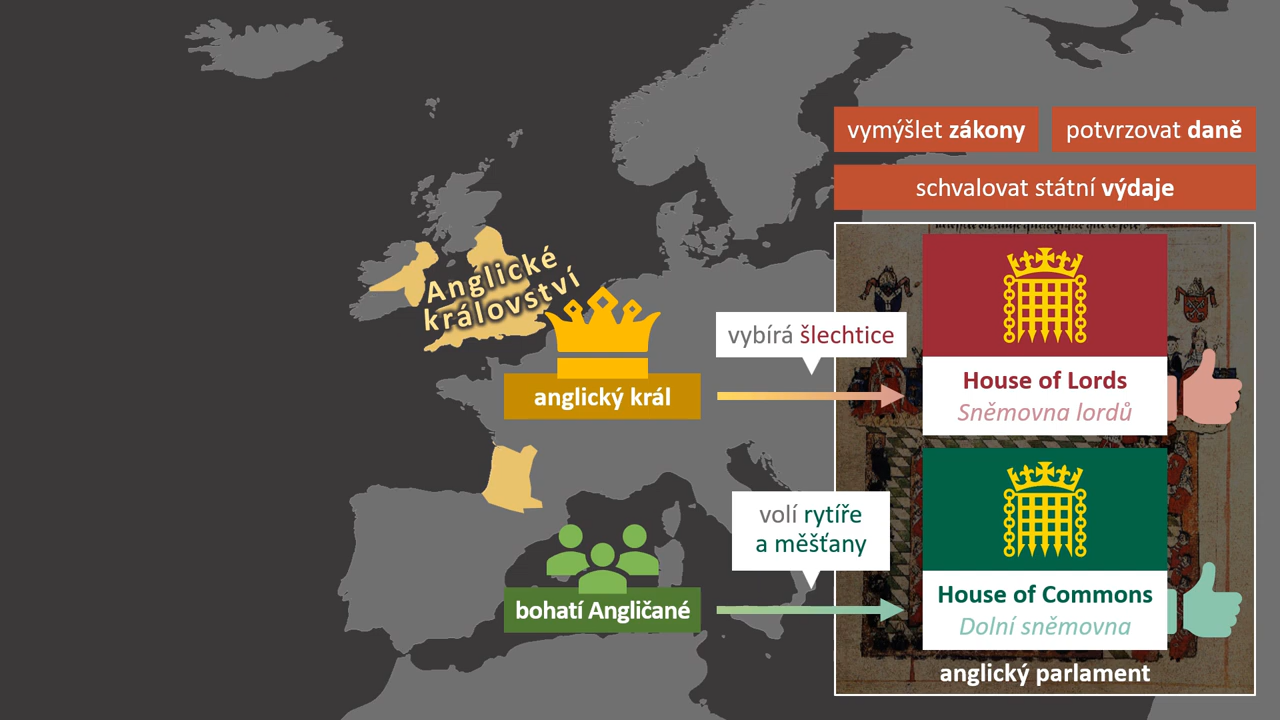 vymýšlet zákony
potvrzovat daně
schvalovat státní výdaje
Anglické
království
anglický král
vybírá šlechtice
House of Lords
Sněmovna lordů
bohatí Angličané
volí rytíře
a měšťany
House of Commons
Dolní sněmovna
anglický parlament